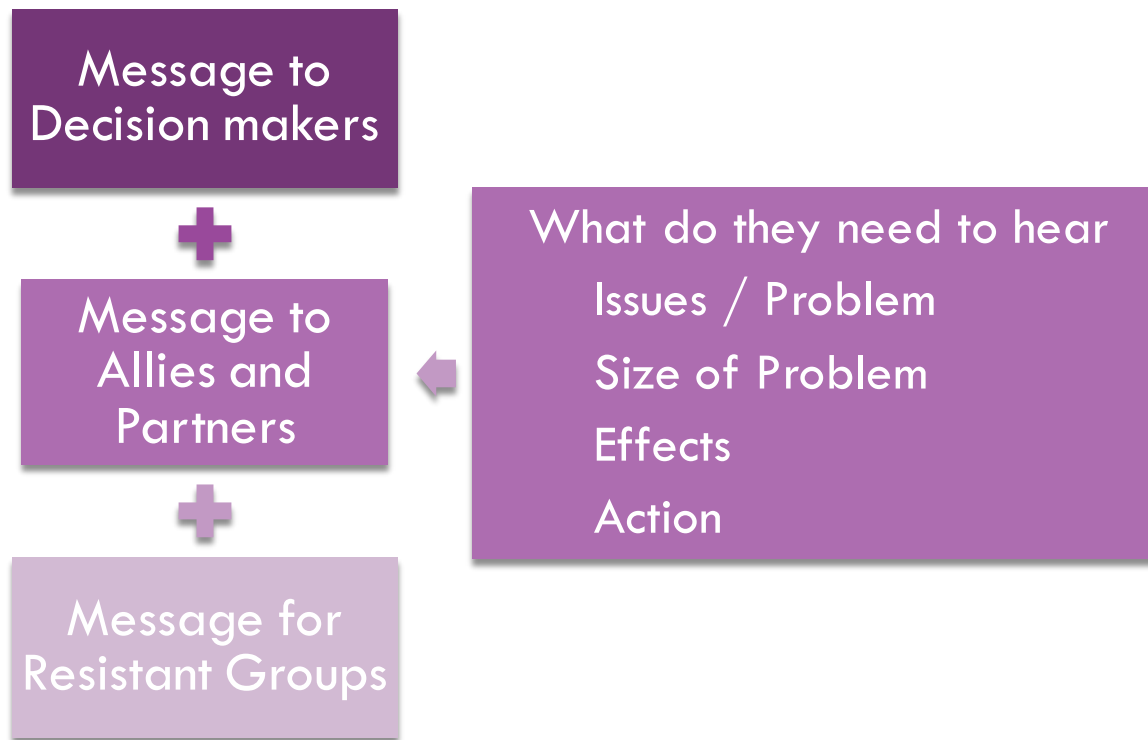 Message to
Decision makers
Message to
Allies and
Partners
Message for
Resistant Groups
What do they need to hear
Issues / Problem
Size of Problem
Effects
Action